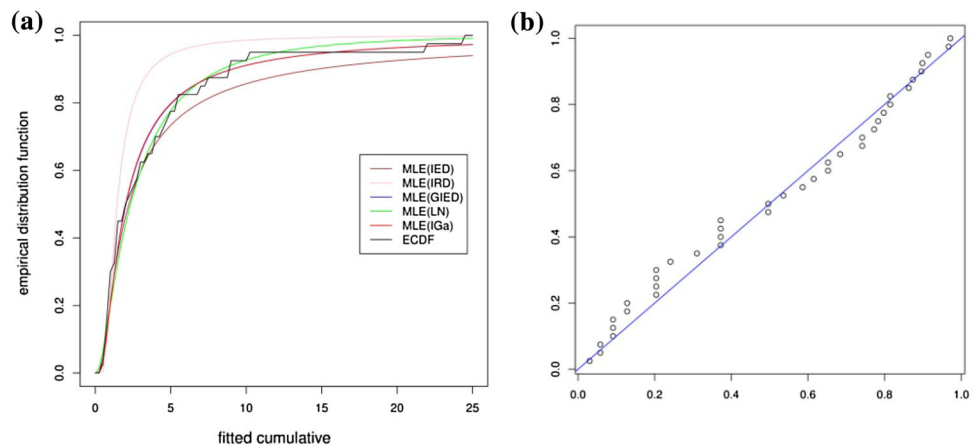 (a)
empirical distribution function
1.0
0.8
0.6
0.4
0.2
0.0
MLE(IED)
MLE(IRD)
MLE(GIED)
MLE(LN)
MLE(IGa)
ECDF
0 5 10 15 20 25
fitted cumulative
(b)
1.0
0.8
0.6
0.4
0.2
0.0
0.0 0.2 0.4 0.6 0.8 1.0